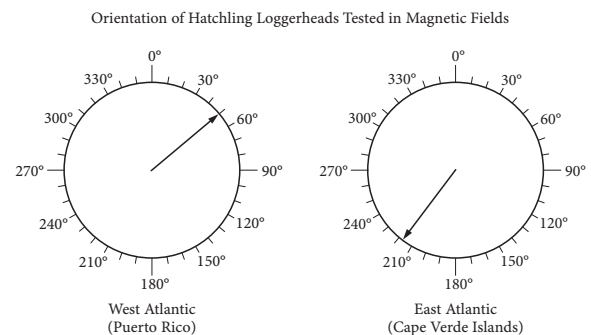 Orientation of Hatchling Loggerheads Tested in Magnetic Fields
0°
330° 30°
300° 60°
270° 90°
240° 120°
210° 150°
180°
West Atlantic
(Puerto Rico)
0°
330° 30°
300° 60°
270° 90°
240° 120°
210° 150°
180°
East Atlantic
(Cape Verde Islands)